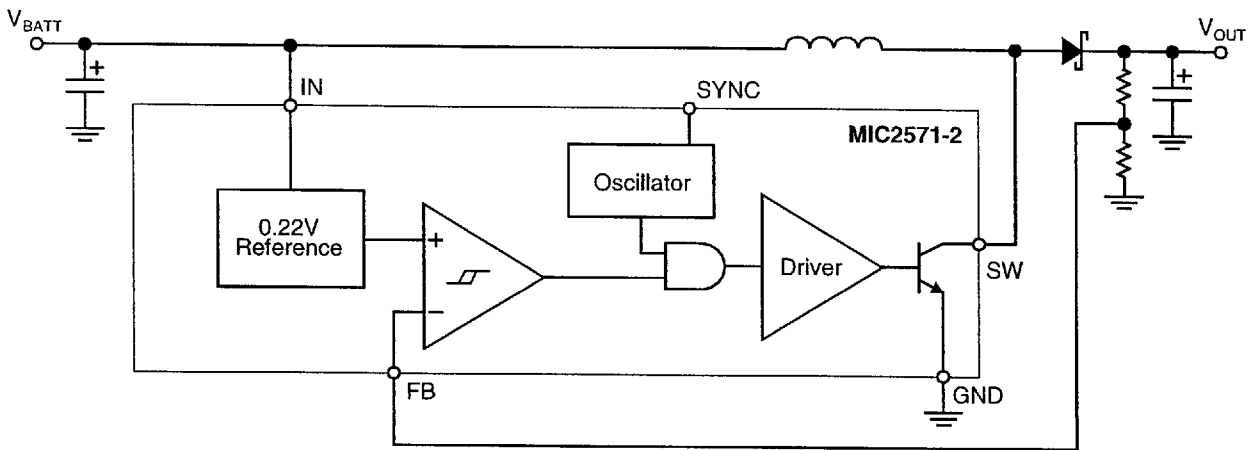 V_BATT
V_OUT
+
+
IN
SYNC
MIC2571-2
Oscillator
0.22V
Reference
+
Driver
SW
−
FB
GND